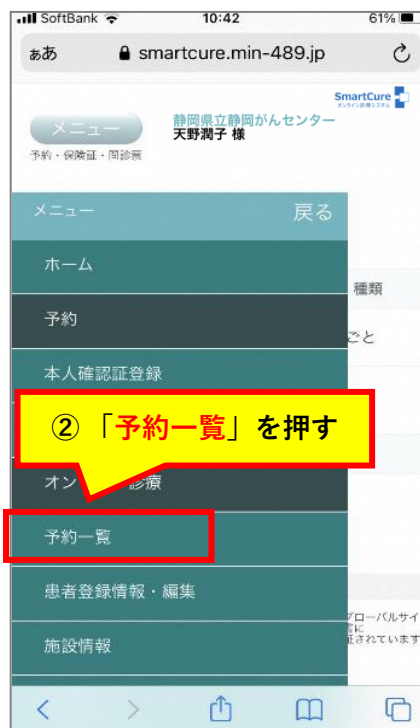 SoftBank 10:42 61%
ぁあ smartcure.min-489.jp
SmartCure
オンライン診療システム
静岡県立静岡がんセンター
メニュー
天野潤子 様
予約・保険証・問診票
メニュー 戻る
ホーム
種類
予約
ごと
本人確認証登録
② 「予約一覧」を押す
オン 診療
予約一覧
患者登録情報・編集
グローバルサイ
証されています
施設情報